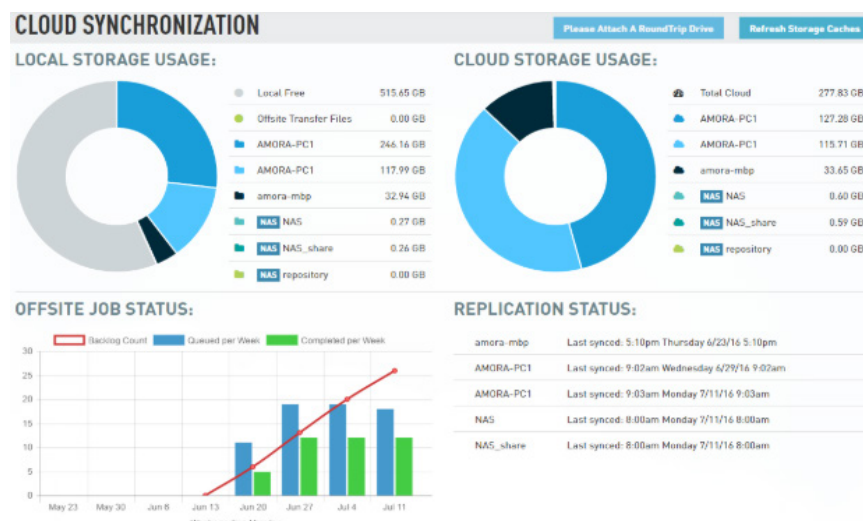 CLOUD SYNCHRONIZATION
Please Attach A RoundTrip Drive
Refresh Storage Caches
LOCAL STORAGE USAGE:
Local Free 515.65 GB
Offsite Transfer Files 0.00 GB
AMORA-PC1 246.16 GB
AMORA-PC1 117.99 GB
amora-mbp 32.94 GB
NAS NAS 0.27 GB
NAS NAS_share 0.26 GB
NAS repository 0.00 GB
CLOUD STORAGE USAGE:
Total Cloud 277.83 GB
AMORA-PC1 127.28 GB
AMORA-PC1 115.71 GB
amora-mbp 33.65 GB
NAS NAS 0.60 GB
NAS NAS_share 0.59 GB
NAS repository 0.00 GB
OFFSITE JOB STATUS:
Backlog Count Queued per Week Completed per Week
30
25
20
15
10
5
0
May 23 May 30 Jun 6 Jun 13 Jun 20 Jun 27 Jul 4 Jul 11
REPLICATION STATUS:
amora-mbp Last synced: 5:10pm Thursday 6/23/16 5:10pm
AMORA-PC1 Last synced: 9:02am Wednesday 6/29/16 9:02am
AMORA-PC1 Last synced: 9:03am Monday 7/11/16 9:03am
NAS Last synced: 8:00am Monday 7/11/16 8:00am
NAS_share Last synced: 8:00am Monday 7/11/16 8:00am